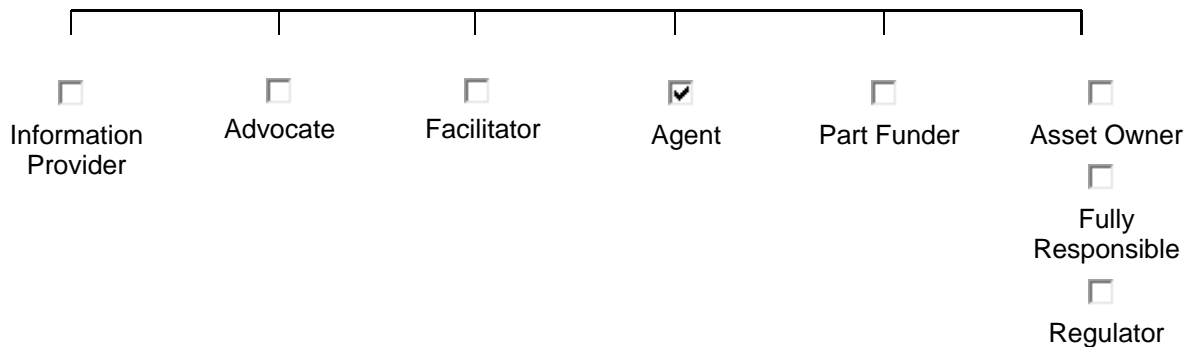 Information
Provider
Advocate
Facilitator
Agent
Part Funder
Asset Owner
Fully
Responsible
Regulator